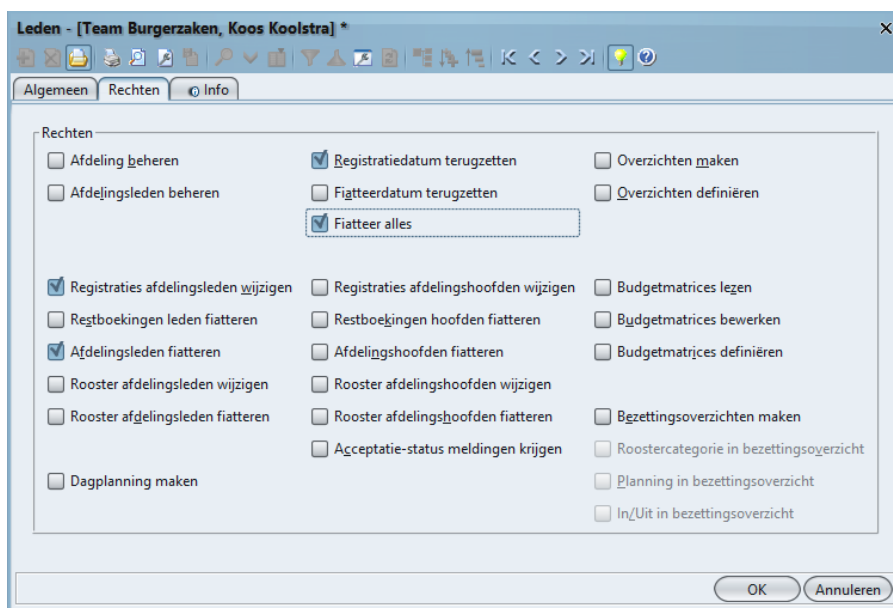 Leden - [Team Burgerzaken, Koos Koolstra] *
Algemeen Rechten Info
Rechten
Afdeling beheren Registratiedatum terugzetten Overzichten maken
Afdelingsleden beheren Fiatteerdatum terugzetten Overzichten definiëren
Fiatteer alles
Registraties afdelingsleden wijzigen Registraties afdelingshoofden wijzigen Budgetmatrices lezen
Restboekingen leden fiatteren Restboekingen hoofden fiatteren Budgetmatrices bewerken
Afdelingsleden fiatteren Afdelingshoofden fiatteren Budgetmatrices definiëren
Rooster afdelingsleden wijzigen Rooster afdelingshoofden wijzigen
Rooster afdelingsleden fiatteren Rooster afdelingshoofden fiatteren Bezettingsoverzichten maken
Acceptatie-status meldingen krijgen Roostercategorie in bezettingsoverzicht
Dagplanning maken Planning in bezettingsoverzicht
In/Uit in bezettingsoverzicht
OK Annuleren